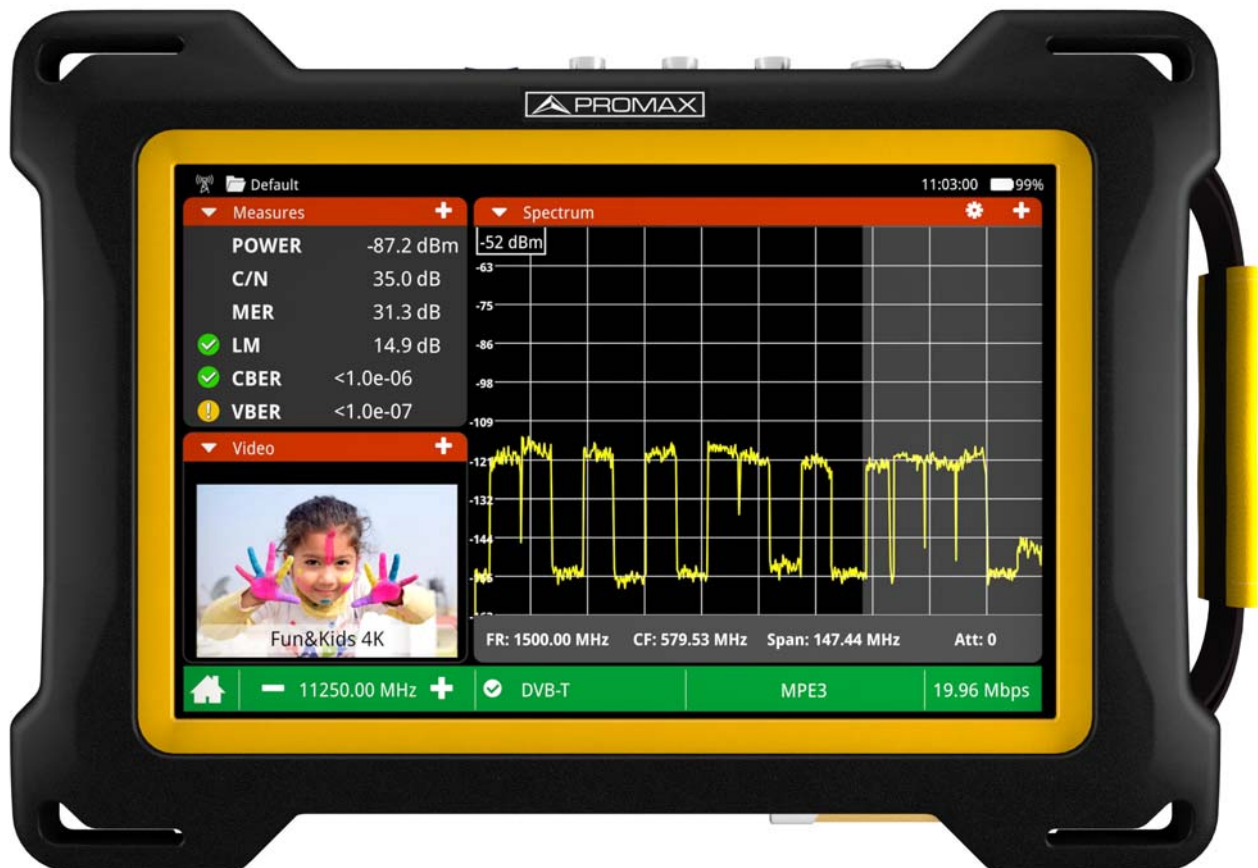 PROMAX
Default 11:03:00 99%
Measures
POWER -87.2 dBm
C/N 35.0 dB
MER 31.3 dB
LM 14.9 dB
CBER <1.0e-06
VBER <1.0e-07
Video
Fun&Kids 4K
Spectrum
-52 dBm
-63
-75
-86
-98
-109
-121
-132
-144
FR: 1500.00 MHz CF: 579.53 MHz Span: 147.44 MHz Att: 0
11250.00 MHz DVB-T MPE3 19.96 Mbps